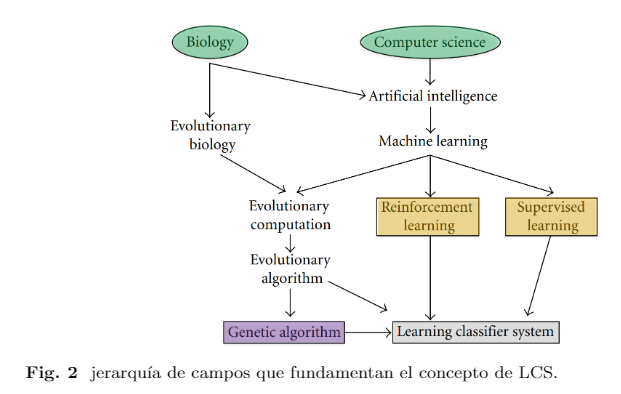 Biology
Computer science
Artificial intelligence
Evolutionary
biology
Machine learning
Evolutionary
computation
Reinforcement
learning
Supervised
learning
Evolutionary
algorithm
Genetic algorithm
Learning classifier system
Fig. 2 jerarquía de campos que fundamentan el concepto de LCS.